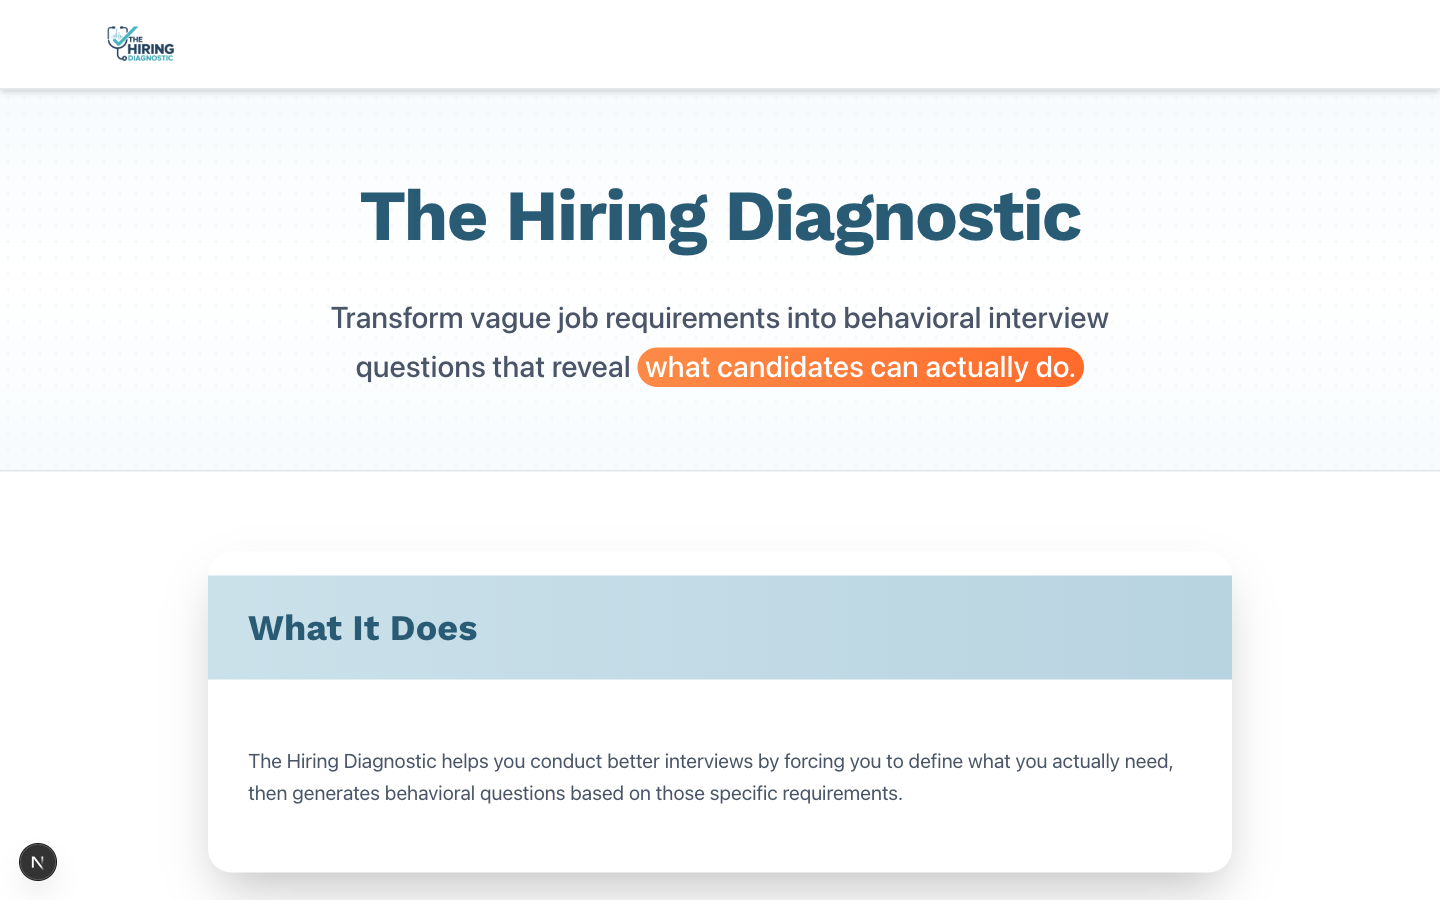 THE
HIRING
DIAGNOSTIC
The Hiring Diagnostic
Transform vague job requirements into behavioral interview
questions that reveal what candidates can actually do.
What It Does
The Hiring Diagnostic helps you conduct better interviews by forcing you to define what you actually need,
then generates behavioral questions based on those specific requirements.
N